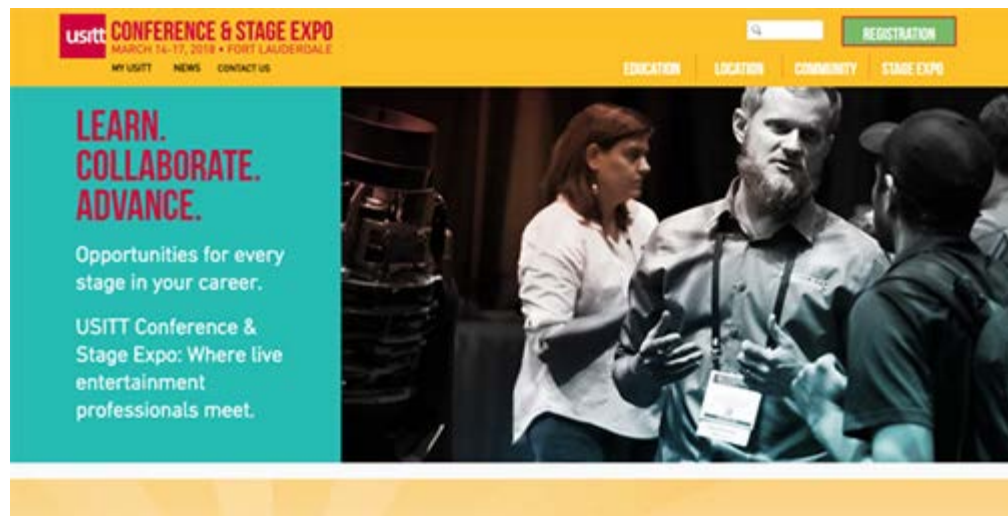 usitt CONFERENCE & STAGE EXPO
MARCH 14-17, 2018 • FORT LAUDERDALE
MY USITT NEWS CONTACT US
REGISTRATION
EDUCATION LOCATION COMMUNITY STAGE EXPO
LEARN.
COLLABORATE.
ADVANCE.
Opportunities for every
stage in your career.
USITT Conference &
Stage Expo: Where live
entertainment
professionals meet.